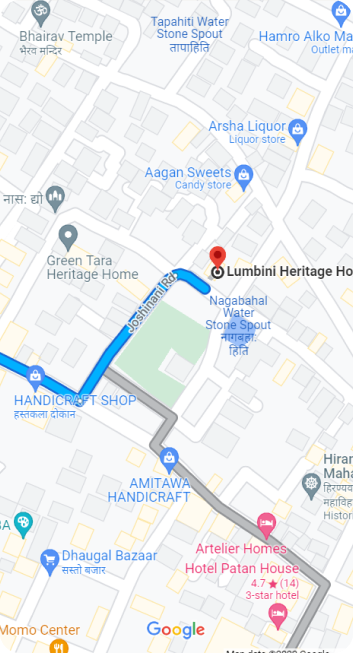 Bhairav Temple
भैरव मन्दिर
Tapahiti Water
Stone Spout
तापाहिति
Hamro Alko Ma
Outlet ma
Arsha Liquor
Liquor store
Aagan Sweets
Candy store
नास: द्यो
Green Tara
Heritage Home
Lumbini Heritage Ho
Joshinani Rd
Nagabahal
Water
Stone Spout
नागबहा:
हिति
HANDICRAFT SHOP
हस्तकला दोकान
AMITAWA
HANDICRAFT
Hiran
Maha
हिरण्यव
महाविह
Histori
BA
Artelier Homes
Hotel Patan House
4.7★(14)
3-star hotel
Dhaugal Bazaar
सस्तो बजार
Momo Center
Google